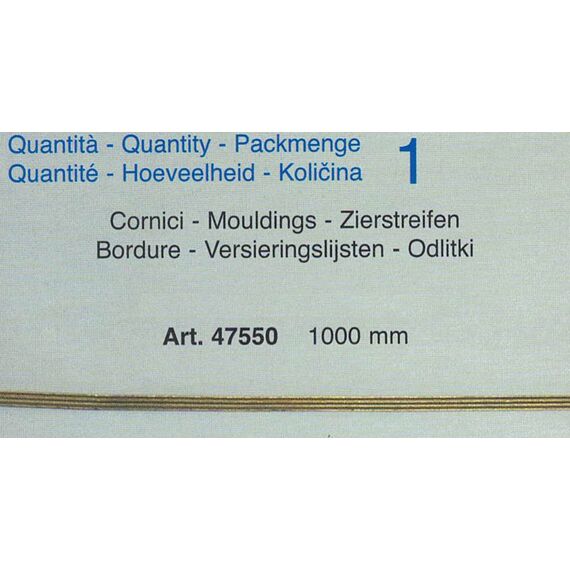 Quantità - Quantity - Packmenge
Quantité - Hoeveelheid - Količina
1
Cornici - Mouldings - Zierstreifen
Bordure - Versieringslijsten - Odlitki
Art. 47550 1000 mm